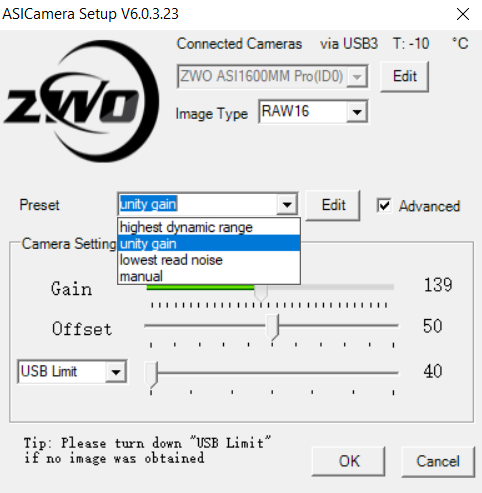 ASICamera Setup V6.0.3.23
Connected Cameras via USB3 T: -10 °C
ZWO
ZWO ASI1600MM Pro(ID0) Edit
Image Type RAW16
Preset unity gain Edit Advanced
highest dynamic range
unity gain
lowest read noise
manual
Camera Setting
Gain 139
Offset 50
USB Limit 40
Tip: Please turn down "USB Limit"
if no image was obtained
OK Cancel